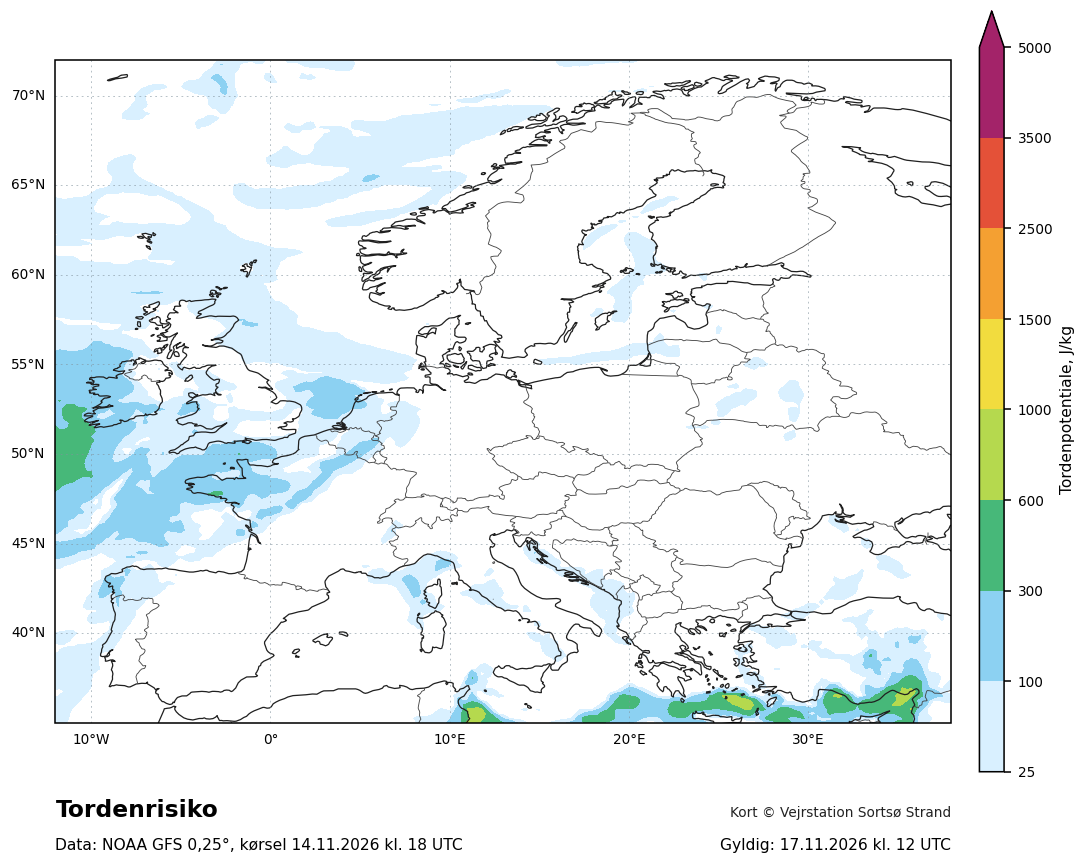 70°N
65°N
60°N
55°N
50°N
45°N
40°N
10°W
0°
10°E
20°E
30°E
5000
3500
2500
1500
1000
600
300
100
25
Tordenpotentiale, J/kg
Tordenrisiko
Kort © Vejrstation Sortsø Strand
Data: NOAA GFS 0,25°, kørsel 14.11.2026 kl. 18 UTC
Gyldig: 17.11.2026 kl. 12 UTC